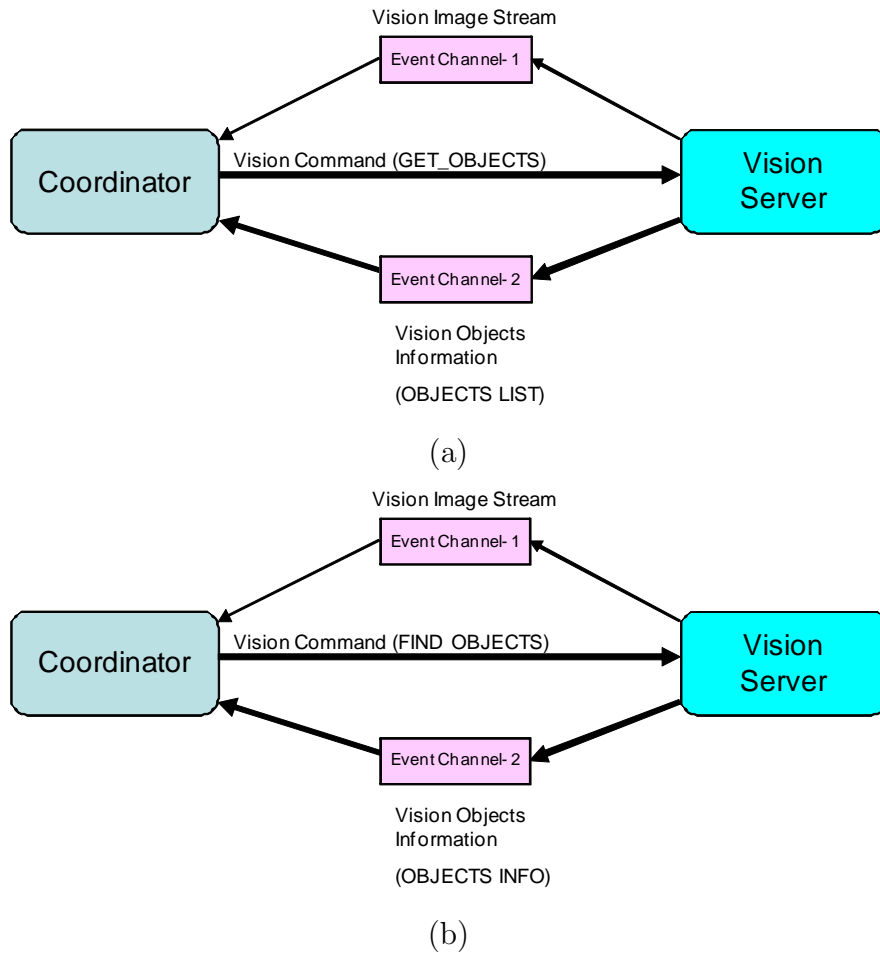 Vision Image Stream
Event Channel- 1
Vision Command (GET_OBJECTS)
Coordinator
Vision
Server
Event Channel- 2
Vision Objects
Information
(OBJECTS LIST)
(a)
Vision Image Stream
Event Channel- 1
Vision Command (FIND_OBJECTS)
Coordinator
Vision
Server
Event Channel- 2
Vision Objects
Information
(OBJECTS INFO)
(b)